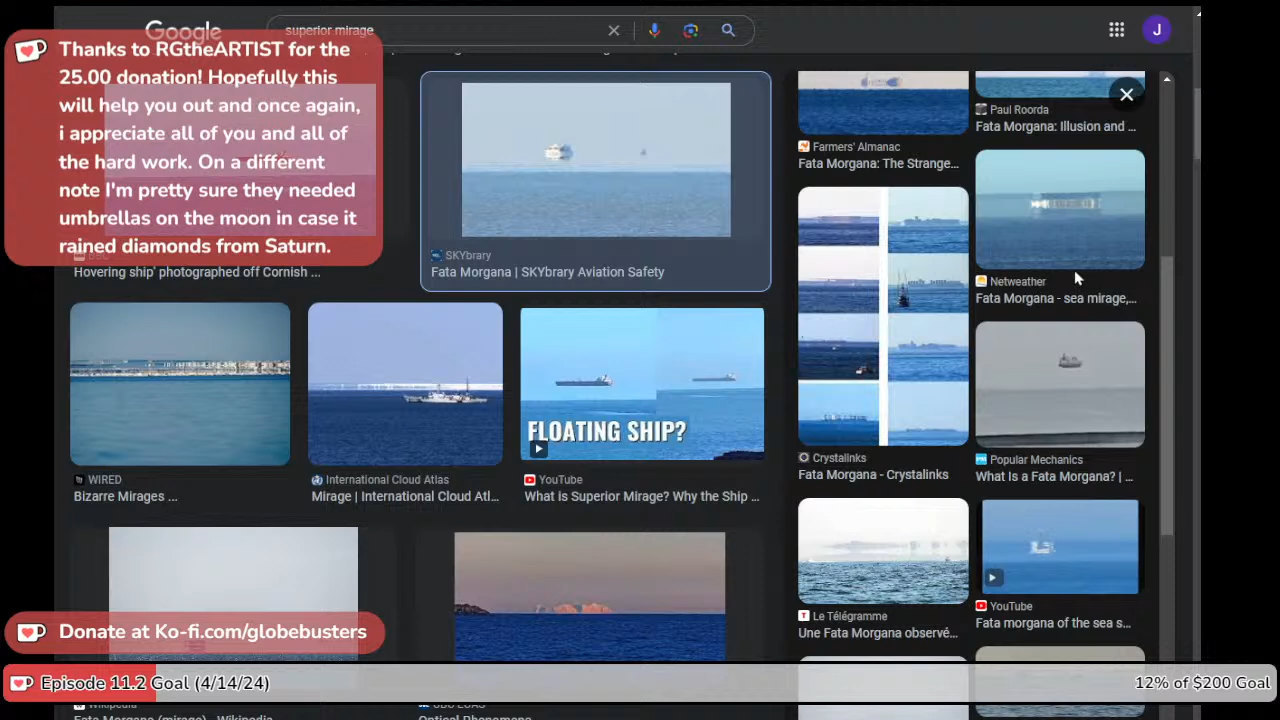 Google
superior mirage
J
Thanks to RGtheARTIST for the
25.00 donation! Hopefully this
will help you out and once again,
i appreciate all of you and all of
the hard work. On a different
note I'm pretty sure they needed
umbrellas on the moon in case it
rained diamonds from Saturn.
Hovering ship' photographed off Cornish ...
SKYbrary
Fata Morgana | SKYbrary Aviation Safety
Farmers' Almanac
Fata Morgana: The Strange...
Paul Roorda
Fata Morgana: Illusion and ...
Netweather
Fata Morgana - sea mirage,...
WIRED
Bizarre Mirages ...
International Cloud Atlas
Mirage | International Cloud Atl...
FLOATING SHIP?
YouTube
What is Superior Mirage? Why the Ship ...
Crystalinks
Fata Morgana - Crystalinks
Popular Mechanics
What Is a Fata Morgana? | ...
Le Télégramme
Une Fata Morgana observé...
YouTube
Fata morgana of the sea s...
Donate at Ko-fi.com/globebusters
Episode 11.2 Goal (4/14/24)
12% of $200 Goal